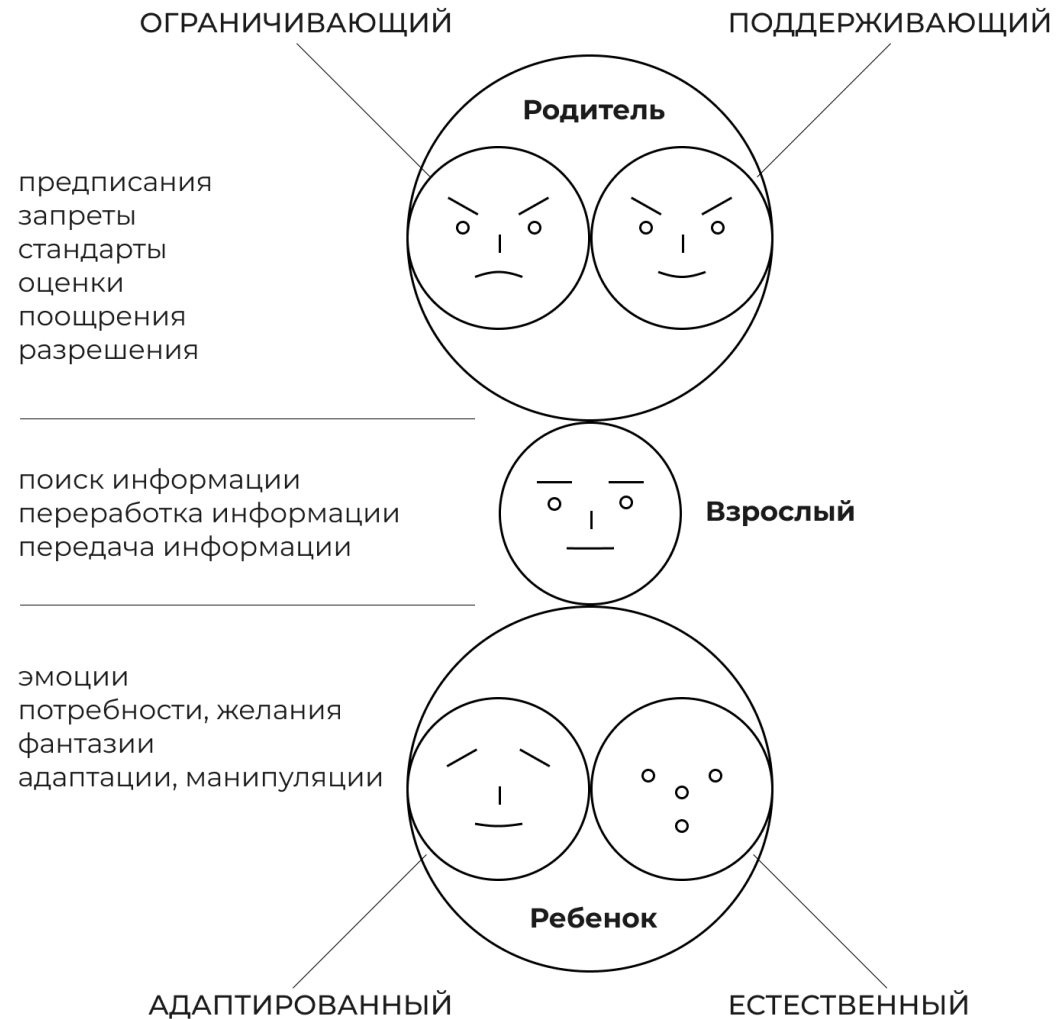 ОГРАНИЧИВАЮЩИЙ
ПОДДЕРЖИВАЮЩИЙ
Родитель
предписания
запреты
стандарты
оценки
поощрения
разрешения
поиск информации
переработка информации
передача информации
Взрослый
эмоции
потребности, желания
фантазии
адаптации, манипуляции
Ребенок
АДАПТИРОВАННЫЙ
ЕСТЕСТВЕННЫЙ